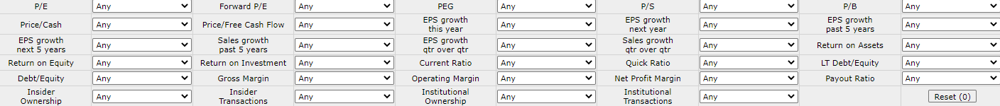 P/E Any Forward P/E Any PEG Any P/S Any P/B Any
Price/Cash Any Price/Free Cash Flow Any EPS growth this year Any EPS growth next year Any EPS growth past 5 years Any
EPS growth next 5 years Any Sales growth past 5 years Any EPS growth qtr over qtr Any Sales growth qtr over qtr Any Return on Assets Any
Return on Equity Any Return on Investment Any Current Ratio Any Quick Ratio Any LT Debt/Equity Any
Debt/Equity Any Gross Margin Any Operating Margin Any Net Profit Margin Any Payout Ratio Any
Insider Ownership Any Insider Transactions Any Institutional Ownership Any Institutional Transactions Any Reset (0)